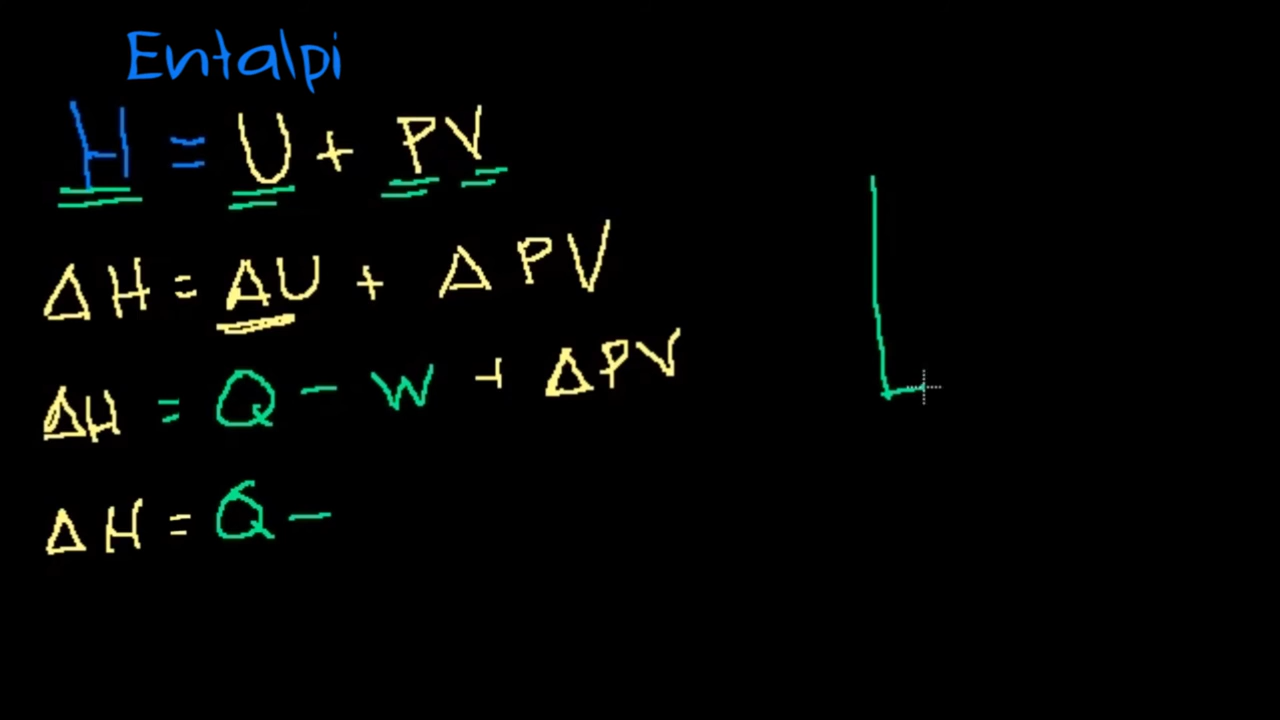 Entalpi
H = U + PV
ΔH = ΔU + ΔPV
ΔH = Q - W + ΔPV
ΔH = Q -